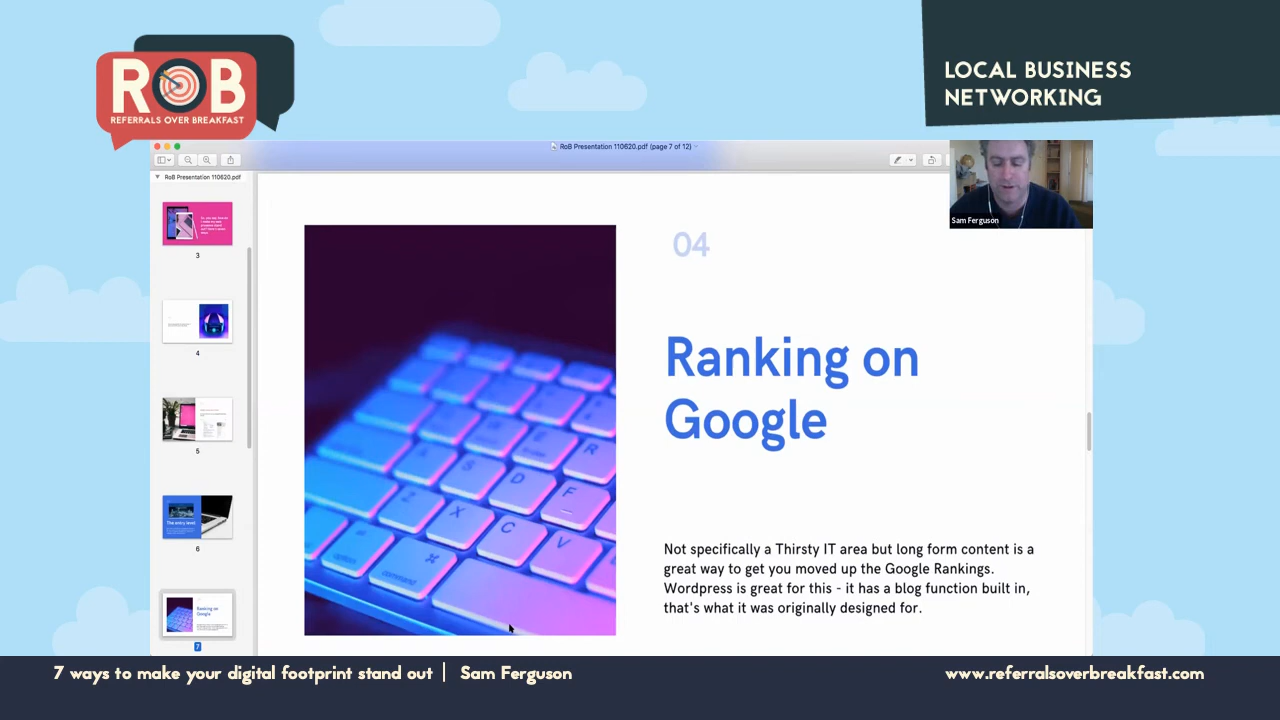 ROB
REFERRALS OVER BREAKFAST
LOCAL BUSINESS
NETWORKING
RoB Presentation 110620.pdf (page 7 of 12)
RoB Presentation 110620.pdf
3
4
5
The entry level
6
Ranking on
Google
7
Sam Ferguson
04
Ranking on
Google
Not specifically a Thirsty IT area but long form content is a
great way to get you moved up the Google Rankings.
Wordpress is great for this - it has a blog function built in,
that's what it was originally designed for.
E
R
A
S
D
F
Z
X
C
V
option
command
7 ways to make your digital footprint stand out | Sam Ferguson
www.referralsoverbreakfast.com